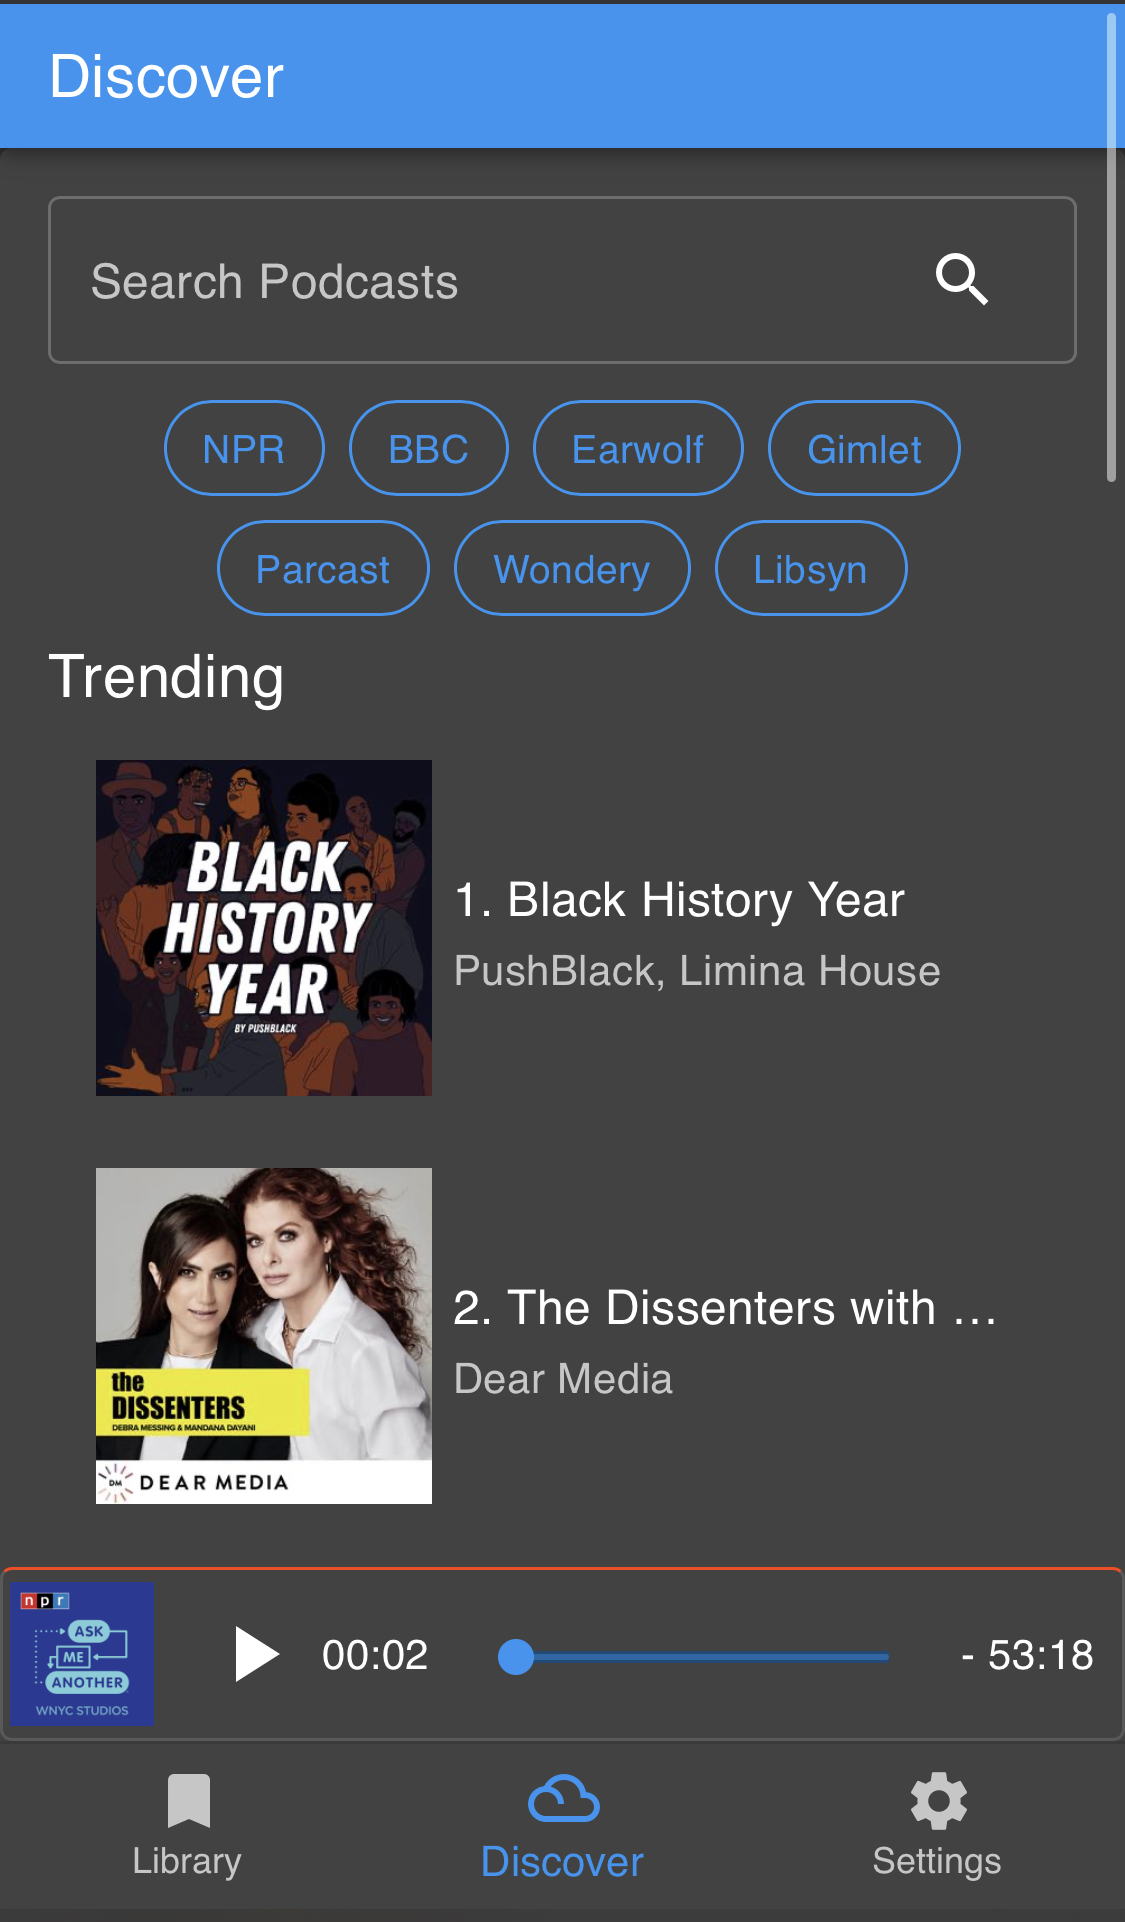 Discover
Search Podcasts
NPR
BBC
Earwolf
Gimlet
Parcast
Wondery
Libsyn
Trending
BLACK
HISTORY
YEAR
BY PUSHBLACK
1. Black History Year
PushBlack, Limina House
the
DISSENTERS
DEBRA MESSING & MANDANA DAYANI
DM
DEAR MEDIA
2. The Dissenters with ...
Dear Media
npr
ASK
ME
ANOTHER
WNYC STUDIOS
00:02
- 53:18
Library
Discover
Settings